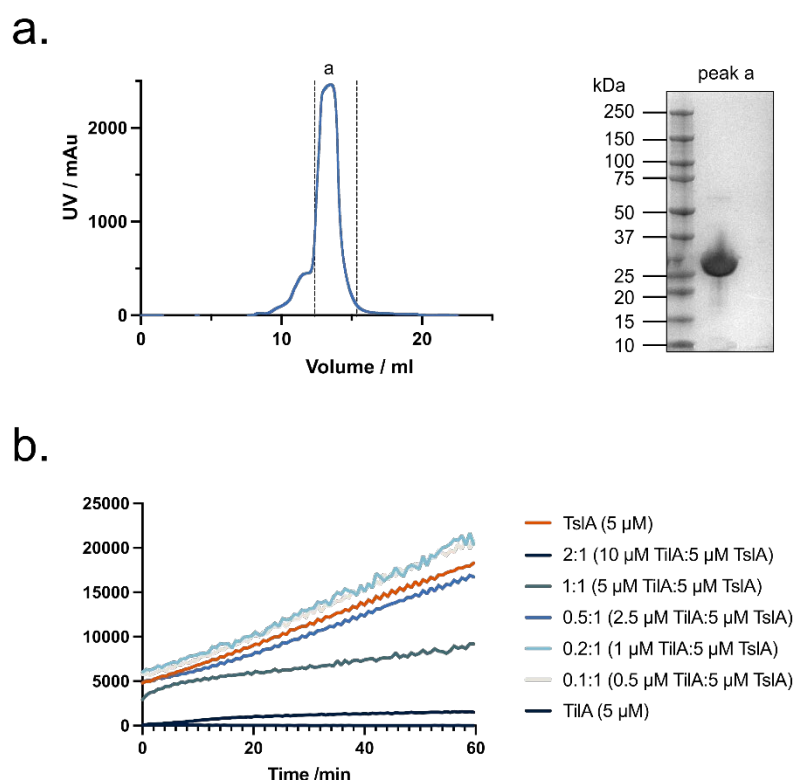 a.
a
UV / mAu
2000
1000
0
0
10
20
Volume / ml
peak a
kDa
250
150
100
75
50
37
25
20
15
10
b.
25000
20000
15000
10000
5000
0
0
20
40
60
Time /min
TslA (5 µM)
2:1 (10 µM TilA:5 µM TslA)
1:1 (5 µM TilA:5 µM TslA)
0.5:1 (2.5 µM TilA:5 µM TslA)
0.2:1 (1 µM TilA:5 µM TslA)
0.1:1 (0.5 µM TilA:5 µM TslA)
TilA (5 µM)